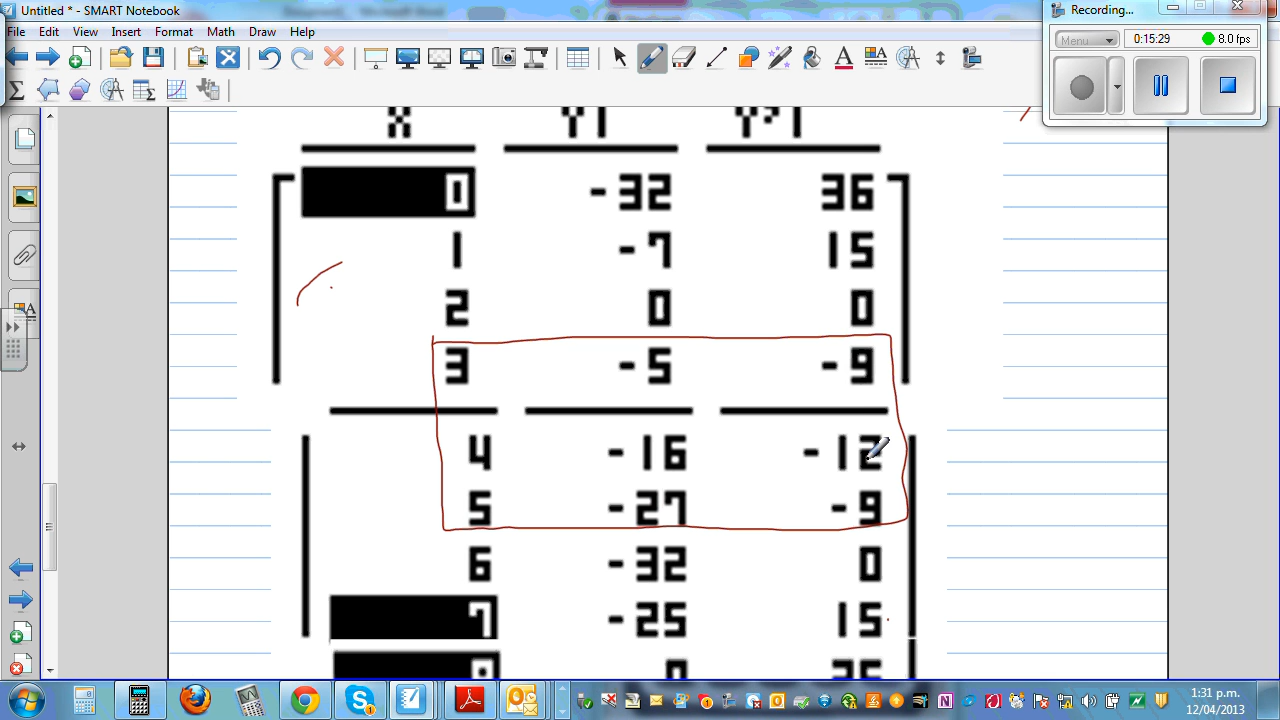 Untitled * - SMART Notebook
Recording...
File Edit View Insert Format Math Draw Help
Menu
0:15:29
8.0 fps
X Y1 Y'1
0 -32 36
1 -7 15
2 0 0
3 -5 -9
4 -16 -12
5 -27 -9
6 -32 0
7 -25 15
1:31 p.m.
12/04/2013